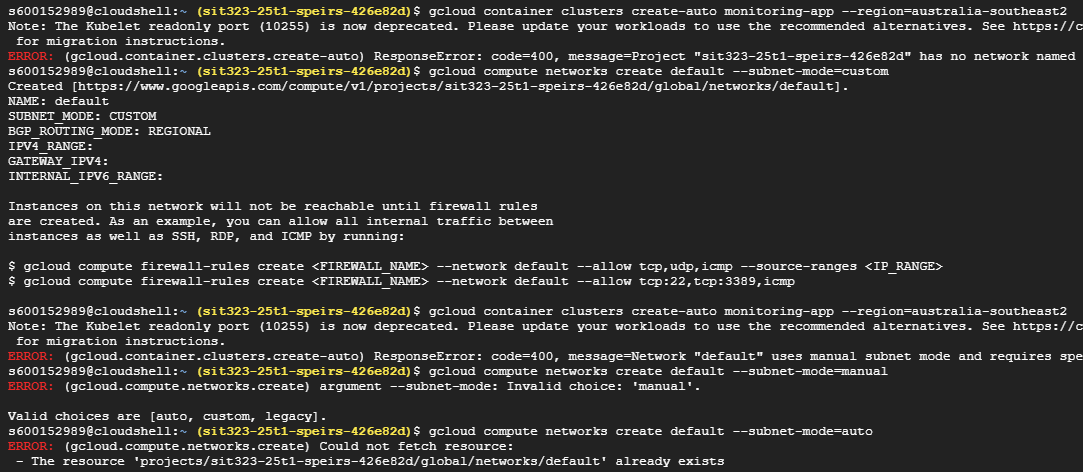 s600152989@cloudshell:~ (sit323-25t1-speirs-426e82d)$ gcloud container clusters create-auto monitoring-app --region=australia-southeast2
Note: The Kubelet readonly port (10255) is now deprecated. Please update your workloads to use the recommended alternatives. See https://c
 for migration instructions.
ERROR: (gcloud.container.clusters.create-auto) ResponseError: code=400, message=Project "sit323-25t1-speirs-426e82d" has no network named
s600152989@cloudshell:~ (sit323-25t1-speirs-426e82d)$ gcloud compute networks create default --subnet-mode=custom
Created [https://www.googleapis.com/compute/v1/projects/sit323-25t1-speirs-426e82d/global/networks/default].
NAME: default
SUBNET_MODE: CUSTOM
BGP_ROUTING_MODE: REGIONAL
IPV4_RANGE:
GATEWAY_IPV4:
INTERNAL_IPV6_RANGE:

Instances on this network will not be reachable until firewall rules
are created. As an example, you can allow all internal traffic between
instances as well as SSH, RDP, and ICMP by running:

$ gcloud compute firewall-rules create <FIREWALL_NAME> --network default --allow tcp,udp,icmp --source-ranges <IP_RANGE>
$ gcloud compute firewall-rules create <FIREWALL_NAME> --network default --allow tcp:22,tcp:3389,icmp

s600152989@cloudshell:~ (sit323-25t1-speirs-426e82d)$ gcloud container clusters create-auto monitoring-app --region=australia-southeast2
Note: The Kubelet readonly port (10255) is now deprecated. Please update your workloads to use the recommended alternatives. See https://c
 for migration instructions.
ERROR: (gcloud.container.clusters.create-auto) ResponseError: code=400, message=Network "default" uses manual subnet mode and requires spe
s600152989@cloudshell:~ (sit323-25t1-speirs-426e82d)$ gcloud compute networks create default --subnet-mode=manual
ERROR: (gcloud.compute.networks.create) argument --subnet-mode: Invalid choice: 'manual'.

Valid choices are [auto, custom, legacy].
s600152989@cloudshell:~ (sit323-25t1-speirs-426e82d)$ gcloud compute networks create default --subnet-mode=auto
ERROR: (gcloud.compute.networks.create) Could not fetch resource:
 - The resource 'projects/sit323-25t1-speirs-426e82d/global/networks/default' already exists